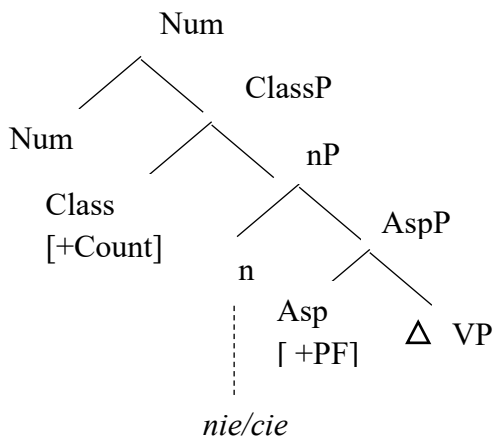 Num
ClassP
Num
nP
Class
[+Count]
AspP
n
Asp
[ +PF]
Δ VP
nie/cie